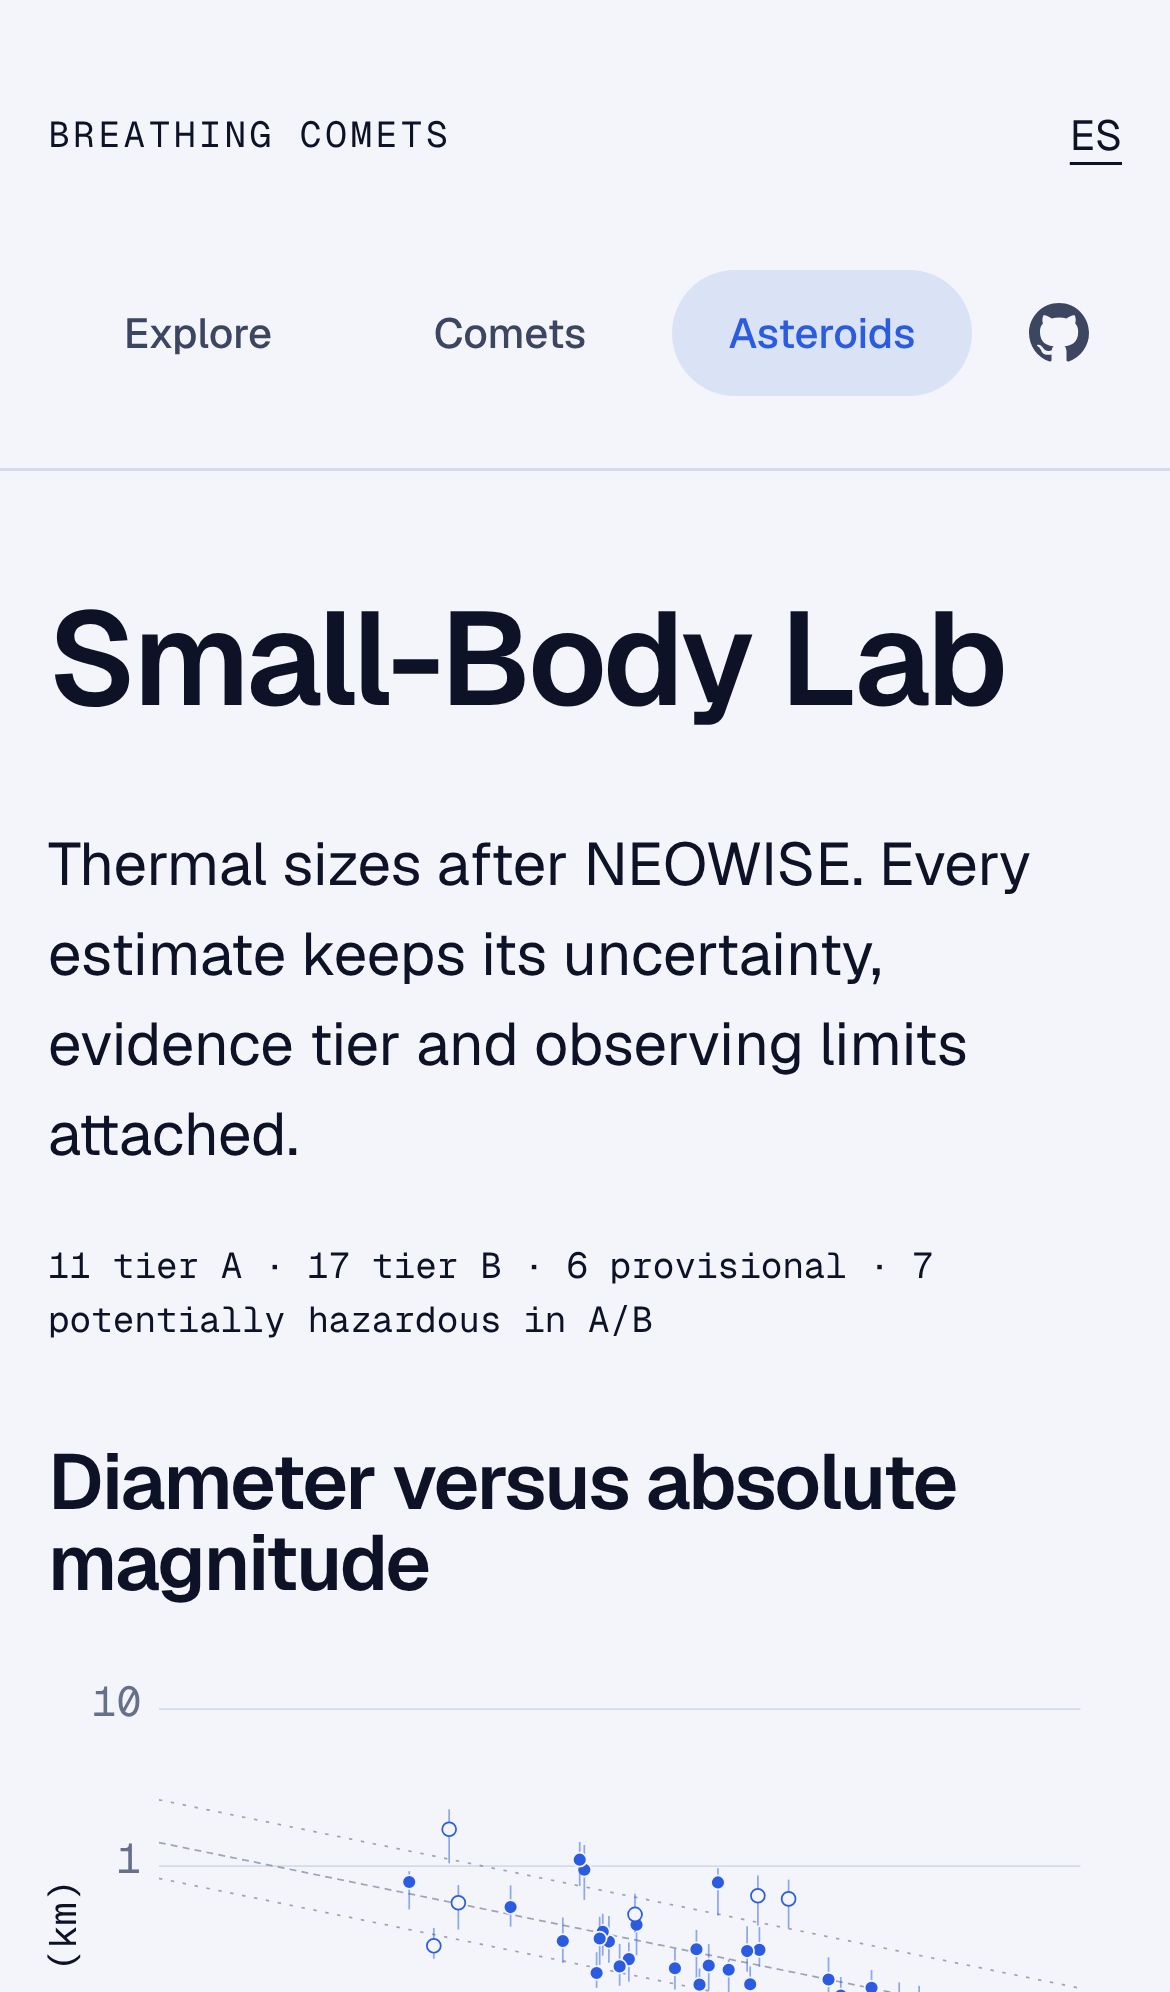 BREATHING COMETS
ES
Explore
Comets
Asteroids
Small-Body Lab
Thermal sizes after NEOWISE. Every
estimate keeps its uncertainty,
evidence tier and observing limits
attached.
11 tier A · 17 tier B · 6 provisional · 7
potentially hazardous in A/B
Diameter versus absolute
magnitude
10
1
(km)